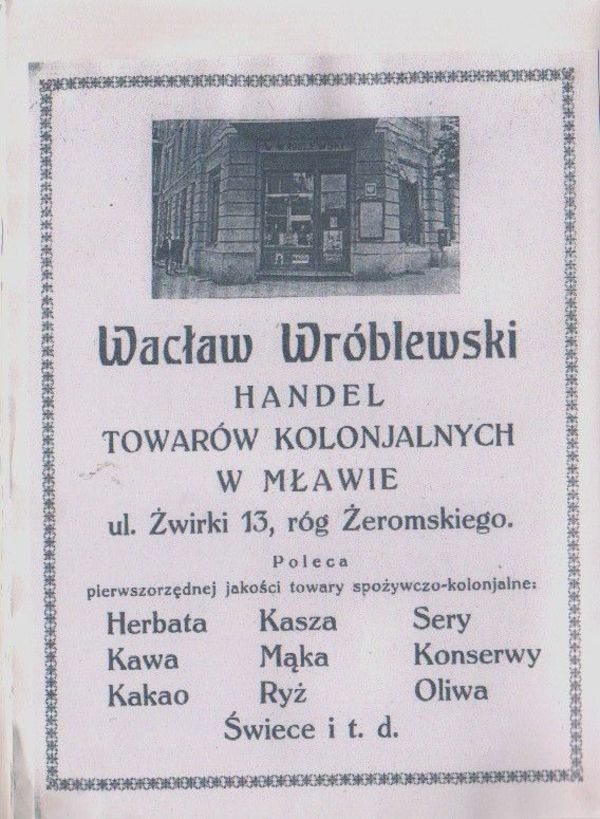 W. WRÓBLEWSKI
Wacław Wróblewski
HANDEL
TOWARÓW KOLONJALNYCH
W MŁAWIE
ul. Żwirki 13, róg Żeromskiego.
Poleca
pierwszorzędnej jakości towary spożywczo-kolonjalne:
Herbata Kasza Sery
Kawa Mąka Konserwy
Kakao Ryż Oliwa
Świece i t. d.